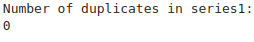 Number of duplicates in series1:
0